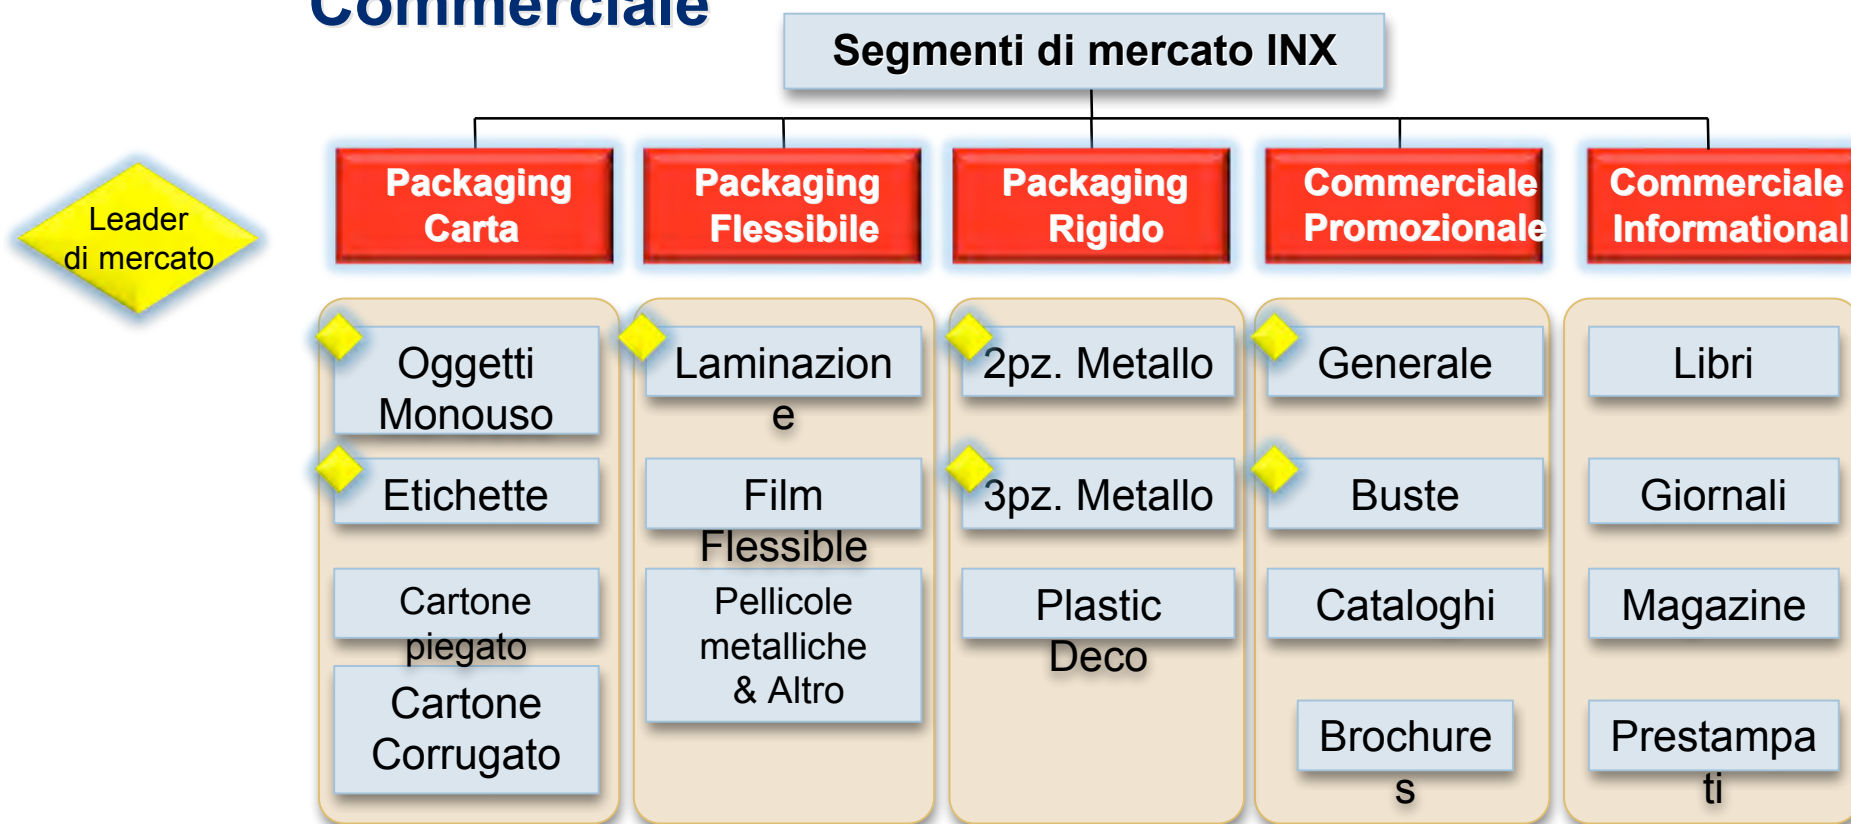 Commerciale
Segmenti di mercato INX
Leader
di mercato
Packaging
Carta
Packaging
Flessibile
Packaging
Rigido
Commerciale
Promozionale
Commerciale
Informational
Oggetti
Monouso
Etichette
Cartone
piegato
Cartone
Corrugato
Laminazion
e
Film
Flessible
Pellicole
metalliche
& Altro
2pz. Metallo
3pz. Metallo
Plastic
Deco
Generale
Buste
Cataloghi
Brochure
s
Libri
Giornali
Magazine
Prestampa
ti